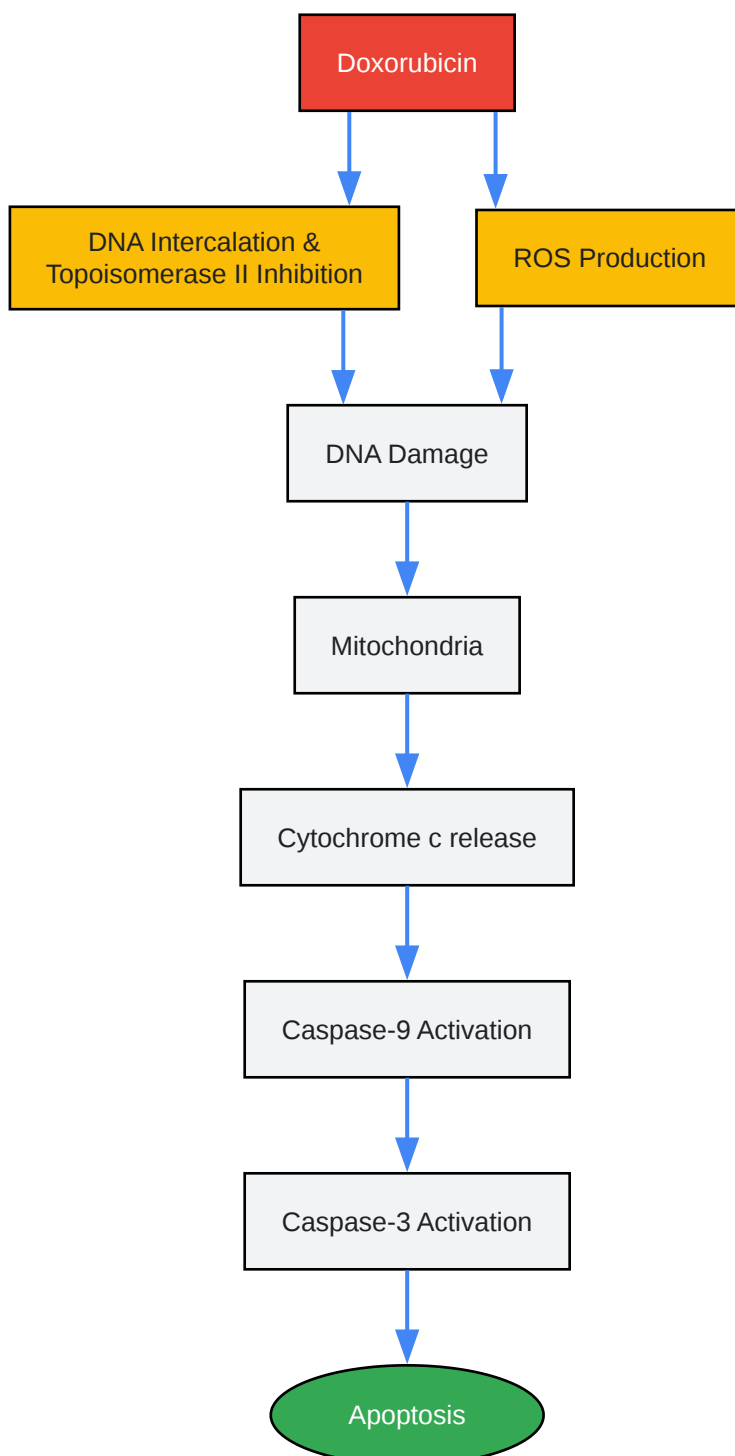 Doxorubicin
DNA Intercalation &
Topoisomerase II Inhibition
ROS Production
DNA Damage
Mitochondria
Cytochrome c release
Caspase-9 Activation
Caspase-3 Activation
Apoptosis